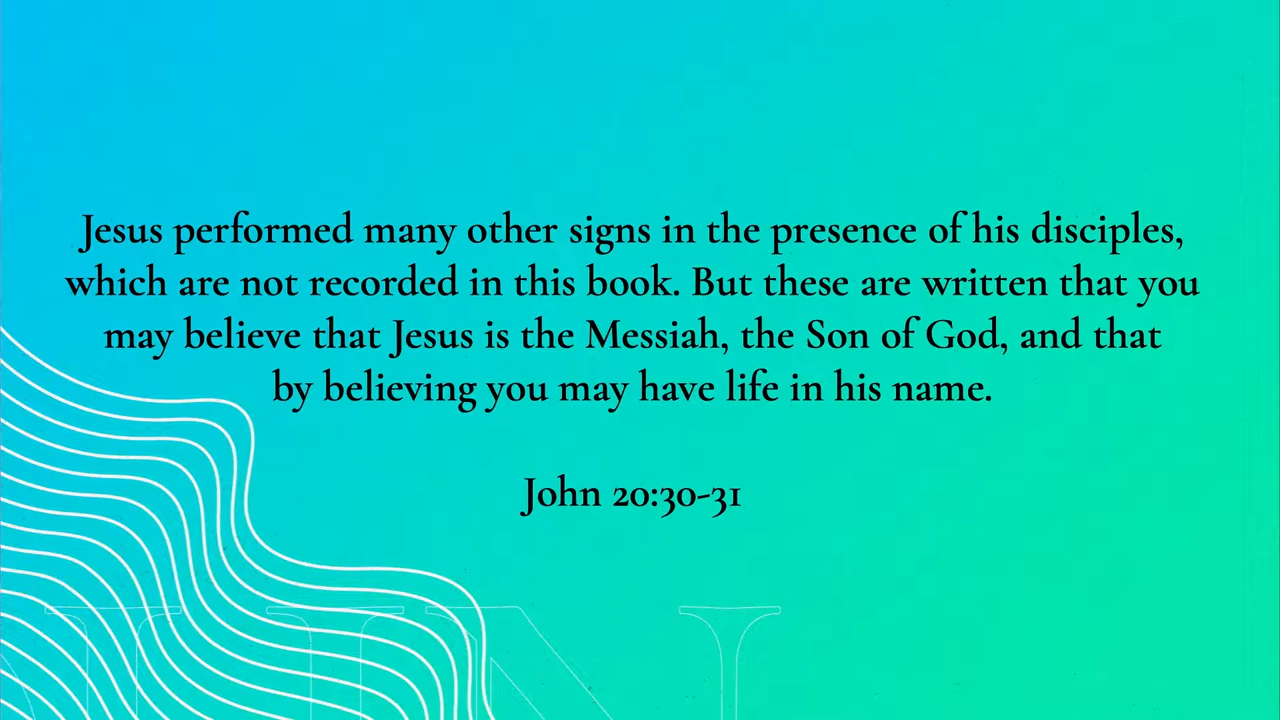 Jesus performed many other signs in the presence of his disciples,
which are not recorded in this book. But these are written that you
may believe that Jesus is the Messiah, the Son of God, and that
by believing you may have life in his name.
John 20:30-31